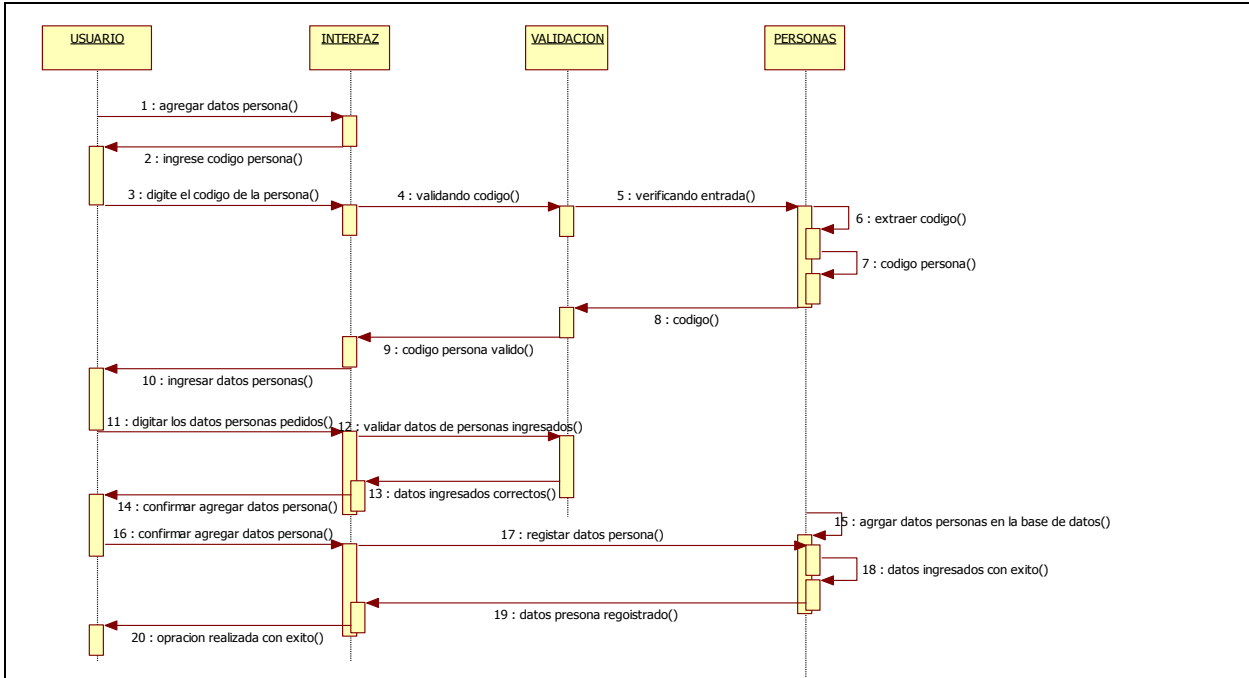 USUARIO
INTERFAZ
VALIDACION
PERSONAS
1 : agregar datos persona()
2 : ingrese codigo persona()
3 : digite el codigo de la persona()
4 : validando codigo()
5 : verificando entrada()
6 : extraer codigo()
7 : codigo persona()
8 : codigo()
9 : codigo persona valido()
10 : ingresar datos personas()
11 : digitar los datos personas pedidos()
12 : validar datos de personas ingresados()
13 : datos ingresados correctos()
14 : confirmar agregar datos persona()
15 : agrgar datos personas en la base de datos()
16 : confirmar agregar datos persona()
17 : registar datos persona()
18 : datos ingresados con exito()
19 : datos presona regoistrado()
20 : opracion realizada con exito()